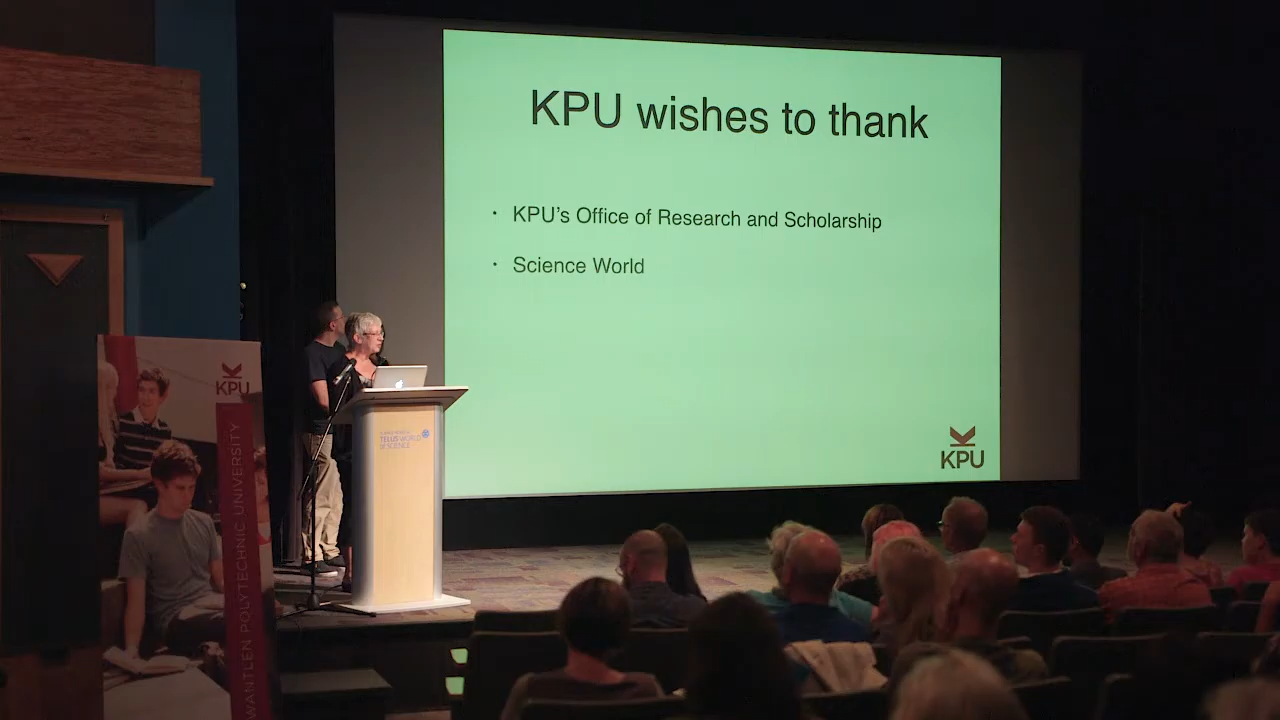 KPU wishes to thank
· KPU's Office of Research and Scholarship
· Science World
KPU
KPU
WANTLEN POLYTECHNIC UNIVERSITY
TELUS WORLD
OF SCIENCE